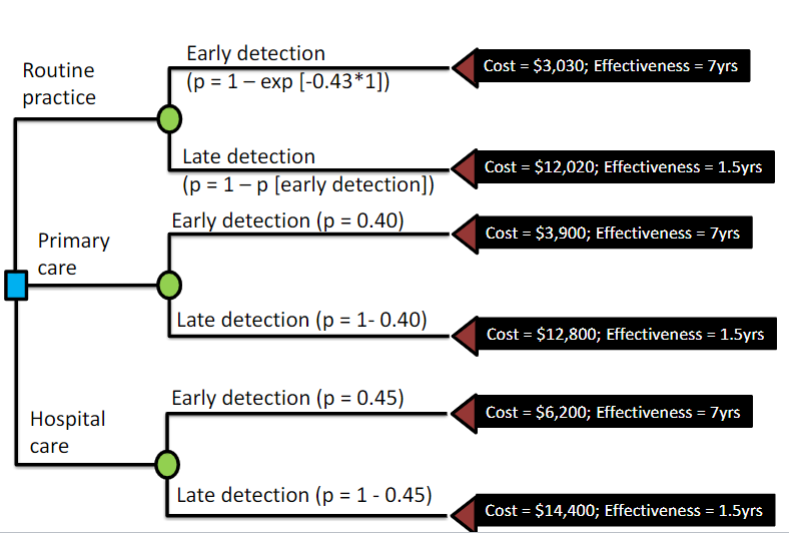 Early detection
Routine practice
(p = 1 – exp [-0.43*1])
Cost = $3,030; Effectiveness = 7yrs
Late detection
(p = 1 – p [early detection])
Cost = $12,020; Effectiveness = 1.5yrs
Primary care
Early detection (p = 0.40)
Cost = $3,900; Effectiveness = 7yrs
Late detection (p = 1- 0.40)
Cost = $12,800; Effectiveness = 1.5yrs
Hospital care
Early detection (p = 0.45)
Cost = $6,200; Effectiveness = 7yrs
Late detection (p = 1 - 0.45)
Cost = $14,400; Effectiveness = 1.5yrs